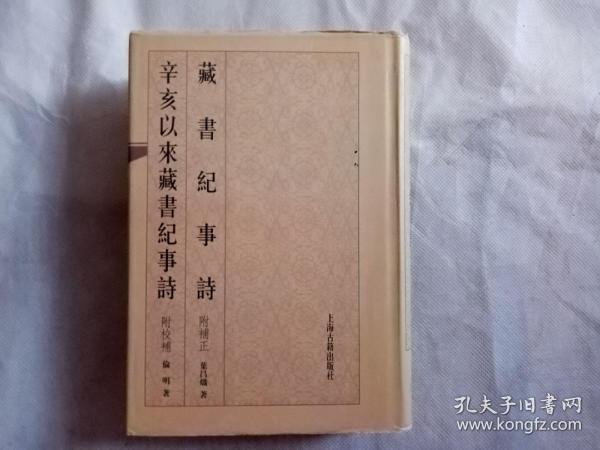 藏書紀事詩 附補正 葉昌熾 著
辛亥以來藏書紀事詩 附校補 倫明 著
上海古籍出版社
孔夫子旧书网
www.kongfz.com